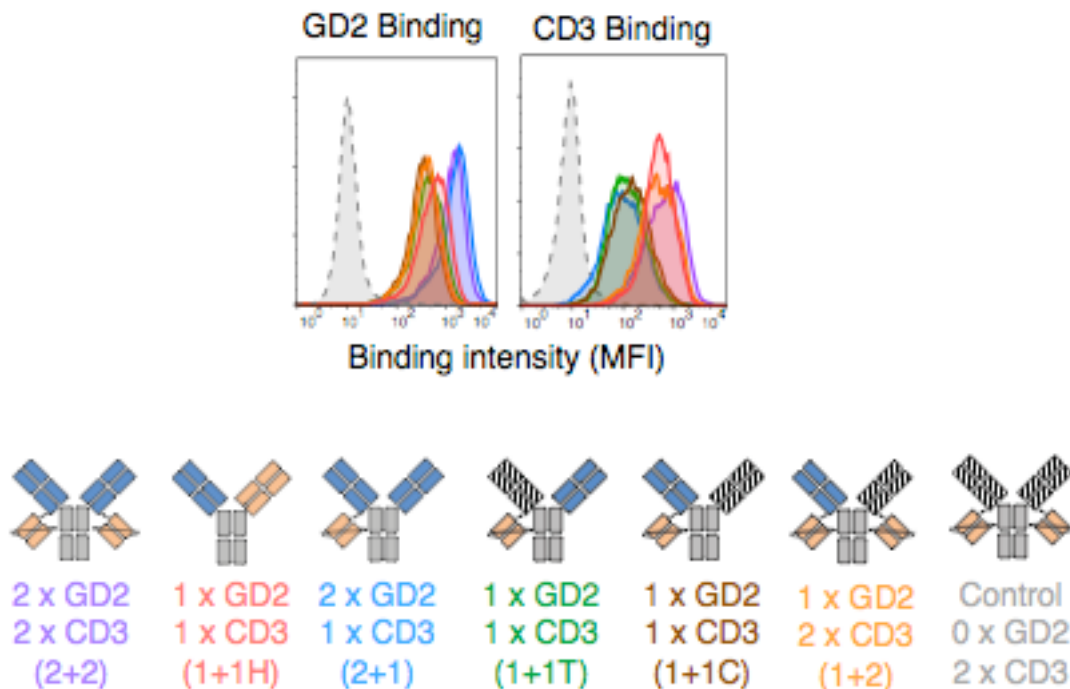 GD2 Binding CD3 Binding
10⁰ 10¹ 10² 10³ 10⁴ 10⁰ 10¹ 10² 10³ 10⁴
Binding intensity (MFI)
2 x GD2 1 x GD2 2 x GD2 1 x GD2 1 x GD2 1 x GD2 Control
2 x CD3 1 x CD3 1 x CD3 1 x CD3 1 x CD3 2 x CD3 0 x GD2
(2+2) (1+1H) (2+1) (1+1T) (1+1C) (1+2) 2 x CD3